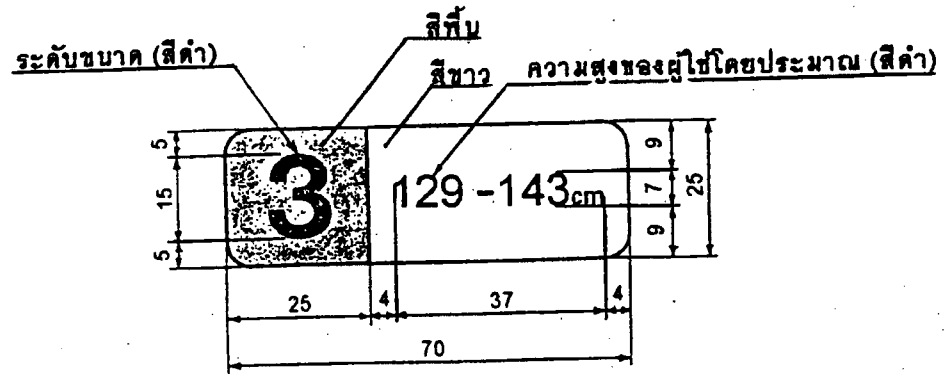 สีพื้น
ระดับขนาด (สีดำ)
สีขาว
ความสูงของผู้ใช้โดยประมาณ (สีดำ)
5
15
5
3
129 -143cm
9
7
9
25
25
4
37
4
70